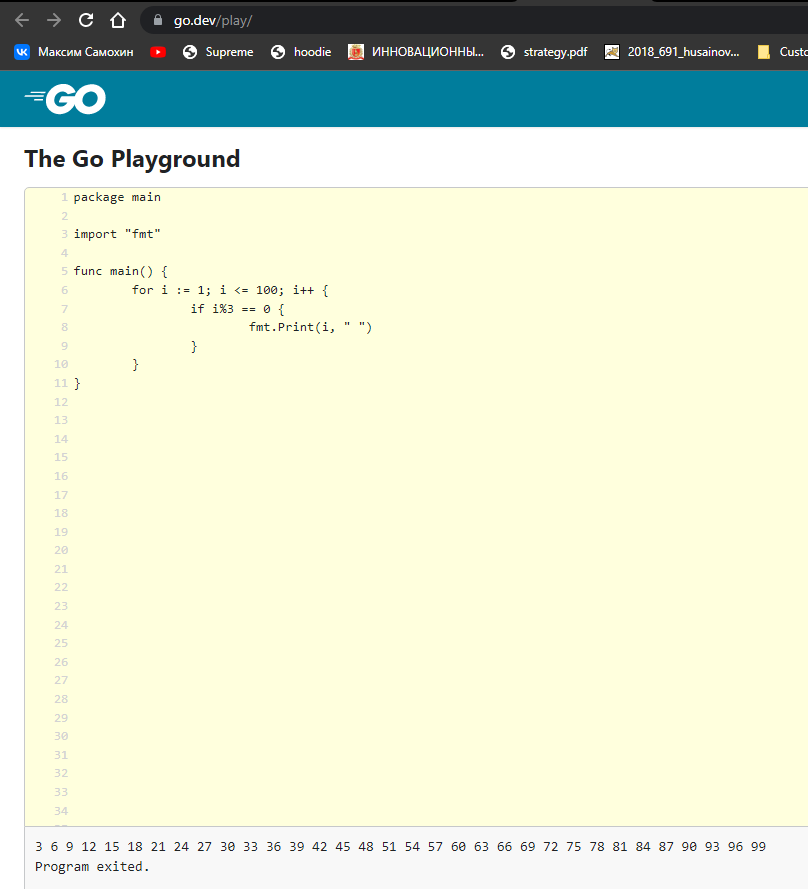 go.dev/play/
Максим Самохин Supreme hoodie ИННОВАЦИОННЫ... strategy.pdf 2018_691_husainov... Custo
GO
The Go Playground
1 package main
2
3 import "fmt"
4
5 func main() {
6 for i := 1; i <= 100; i++ {
7 if i%3 == 0 {
8 fmt.Print(i, " ")
9 }
10 }
11 }
12
13
14
15
16
17
18
19
20
21
22
23
24
25
26
27
28
29
30
31
32
33
34
3 6 9 12 15 18 21 24 27 30 33 36 39 42 45 48 51 54 57 60 63 66 69 72 75 78 81 84 87 90 93 96 99
Program exited.